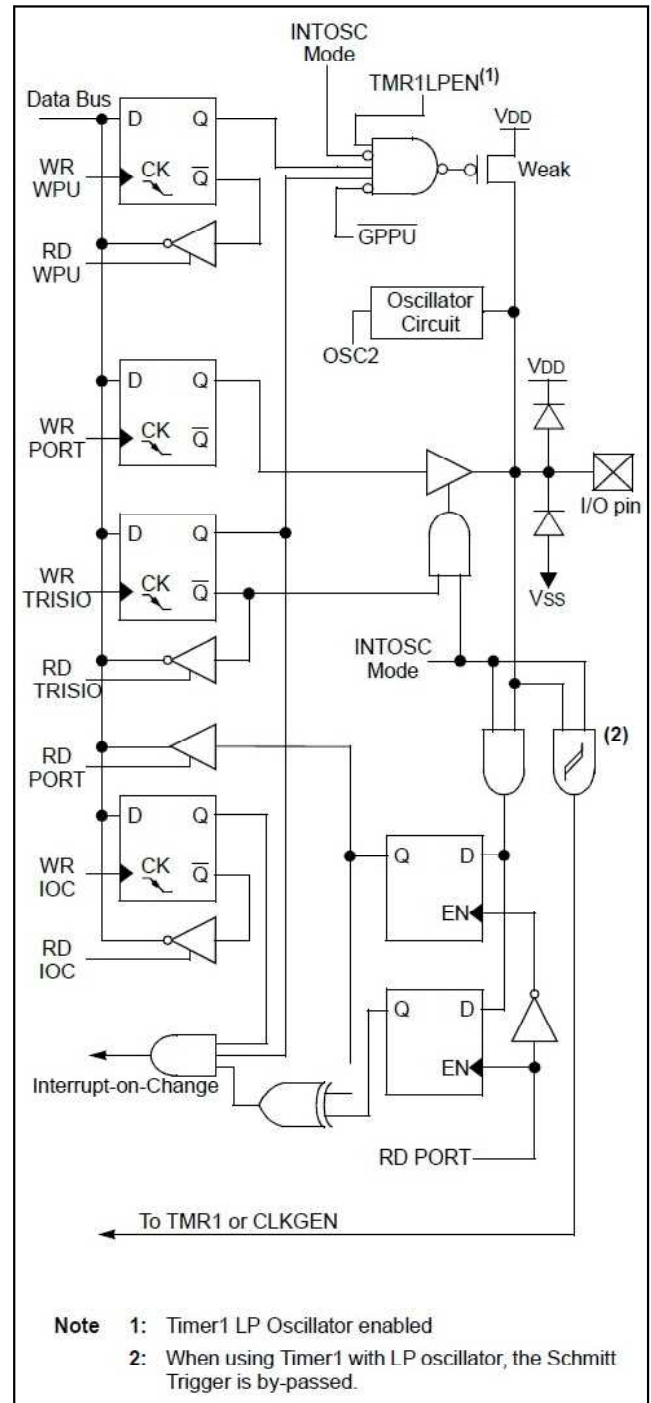 INTOSC
Mode
TMR1LPEN(1)
Data Bus
D Q
VDD
WR
WPU
CK Q
Weak
RD
WPU
GPPU
Oscillator
Circuit
OSC2
VDD
D Q
WR
PORT
CK Q
I/O pin
D Q
WR
TRISIO
CK Q
VSS
INTOSC
Mode
RD
TRISIO
(2)
RD
PORT
D Q
WR
IOC
CK Q
Q D
EN
RD
IOC
Q D
EN
Interrupt-on-Change
RD PORT
To TMR1 or CLKGEN
Note 1: Timer1 LP Oscillator enabled
2: When using Timer1 with LP oscillator, the Schmitt
Trigger is by-passed.